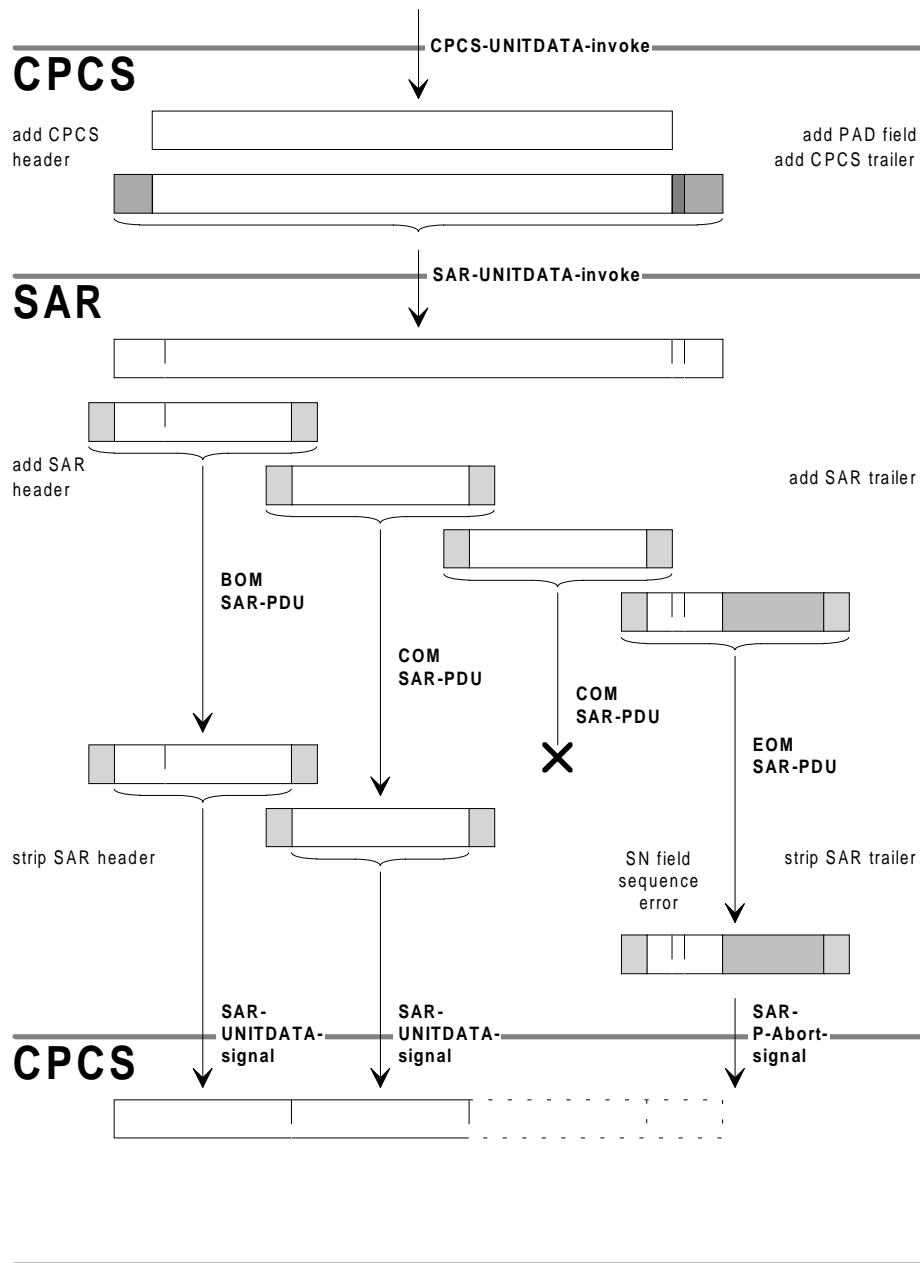 CPCS-UNITDATA-invoke
CPCS
add CPCS
header
add PAD field
add CPCS trailer
SAR-UNITDATA-invoke
SAR
add SAR
header
add SAR trailer
BOM
SAR-PDU
COM
SAR-PDU
COM
SAR-PDU
EOM
SAR-PDU
strip SAR header
SN field
sequence
error
strip SAR trailer
SAR-
UNITDATA-
signal
SAR-
UNITDATA-
signal
SAR-
P-Abort-
signal
CPCS